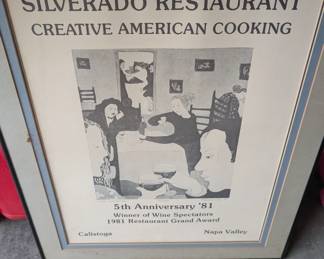 SILVERADO RESTAURANT
CREATIVE AMERICAN COOKING
5th Anniversary '81
Winner of Wine Spectators
1981 Restaurant Grand Award
Calistoga Napa Valley